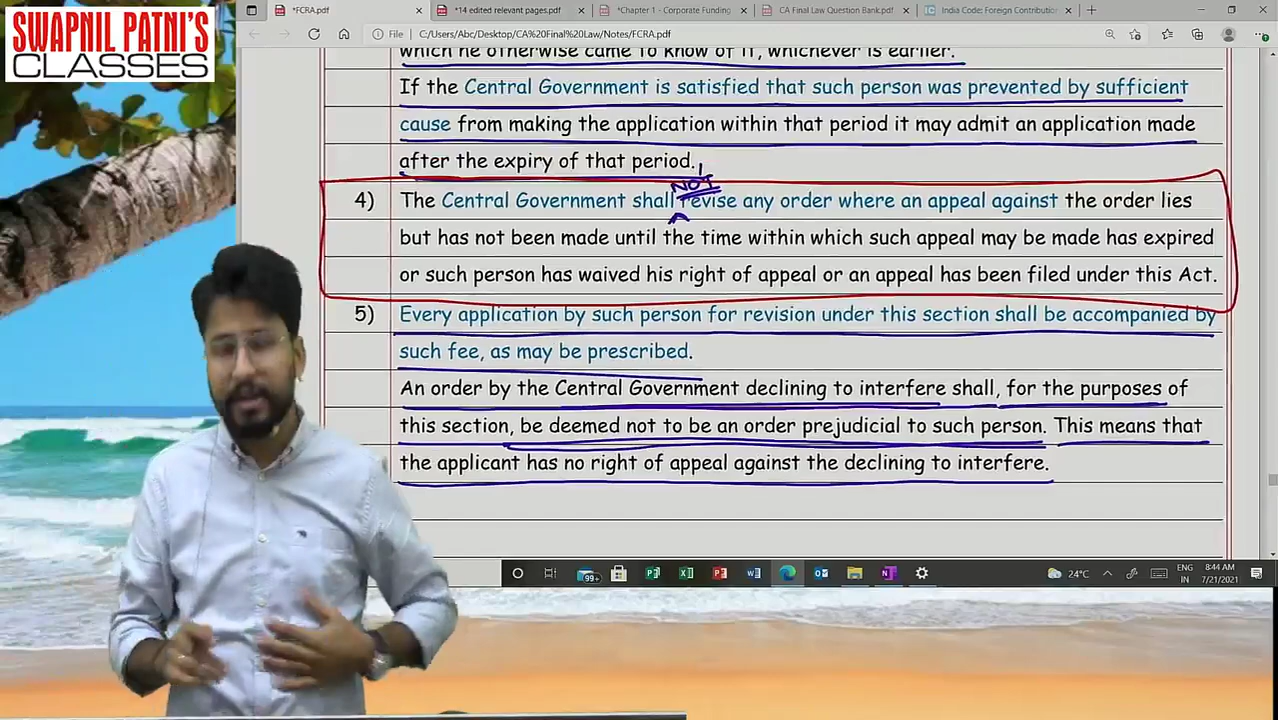 SWAPNIL PATNI'S
CLASSES
*FCRA.pdf
*14 edited relevant pages.pdf
*Chapter 1 - Corporate Funding
CA Final Law Question Bank.pdf
India Code: Foreign Contribution
File
C:/Users/Abc/Desktop/CA%20Final%20Law/Notes/FCRA.pdf
which he otherwise came to know of it, whichever is earlier.
If the Central Government is satisfied that such person was prevented by sufficient
cause from making the application within that period it may admit an application made
after the expiry of that period.
NOT
4) The Central Government shall revise any order where an appeal against the order lies
but has not been made until the time within which such appeal may be made has expired
or such person has waived his right of appeal or an appeal has been filed under this Act.
5) Every application by such person for revision under this section shall be accompanied by
such fee, as may be prescribed.
An order by the Central Government declining to interfere shall, for the purposes of
this section, be deemed not to be an order prejudicial to such person. This means that
the applicant has no right of appeal against the declining to interfere.
99+
24°C
ENG
IN
8:44 AM
7/21/2021